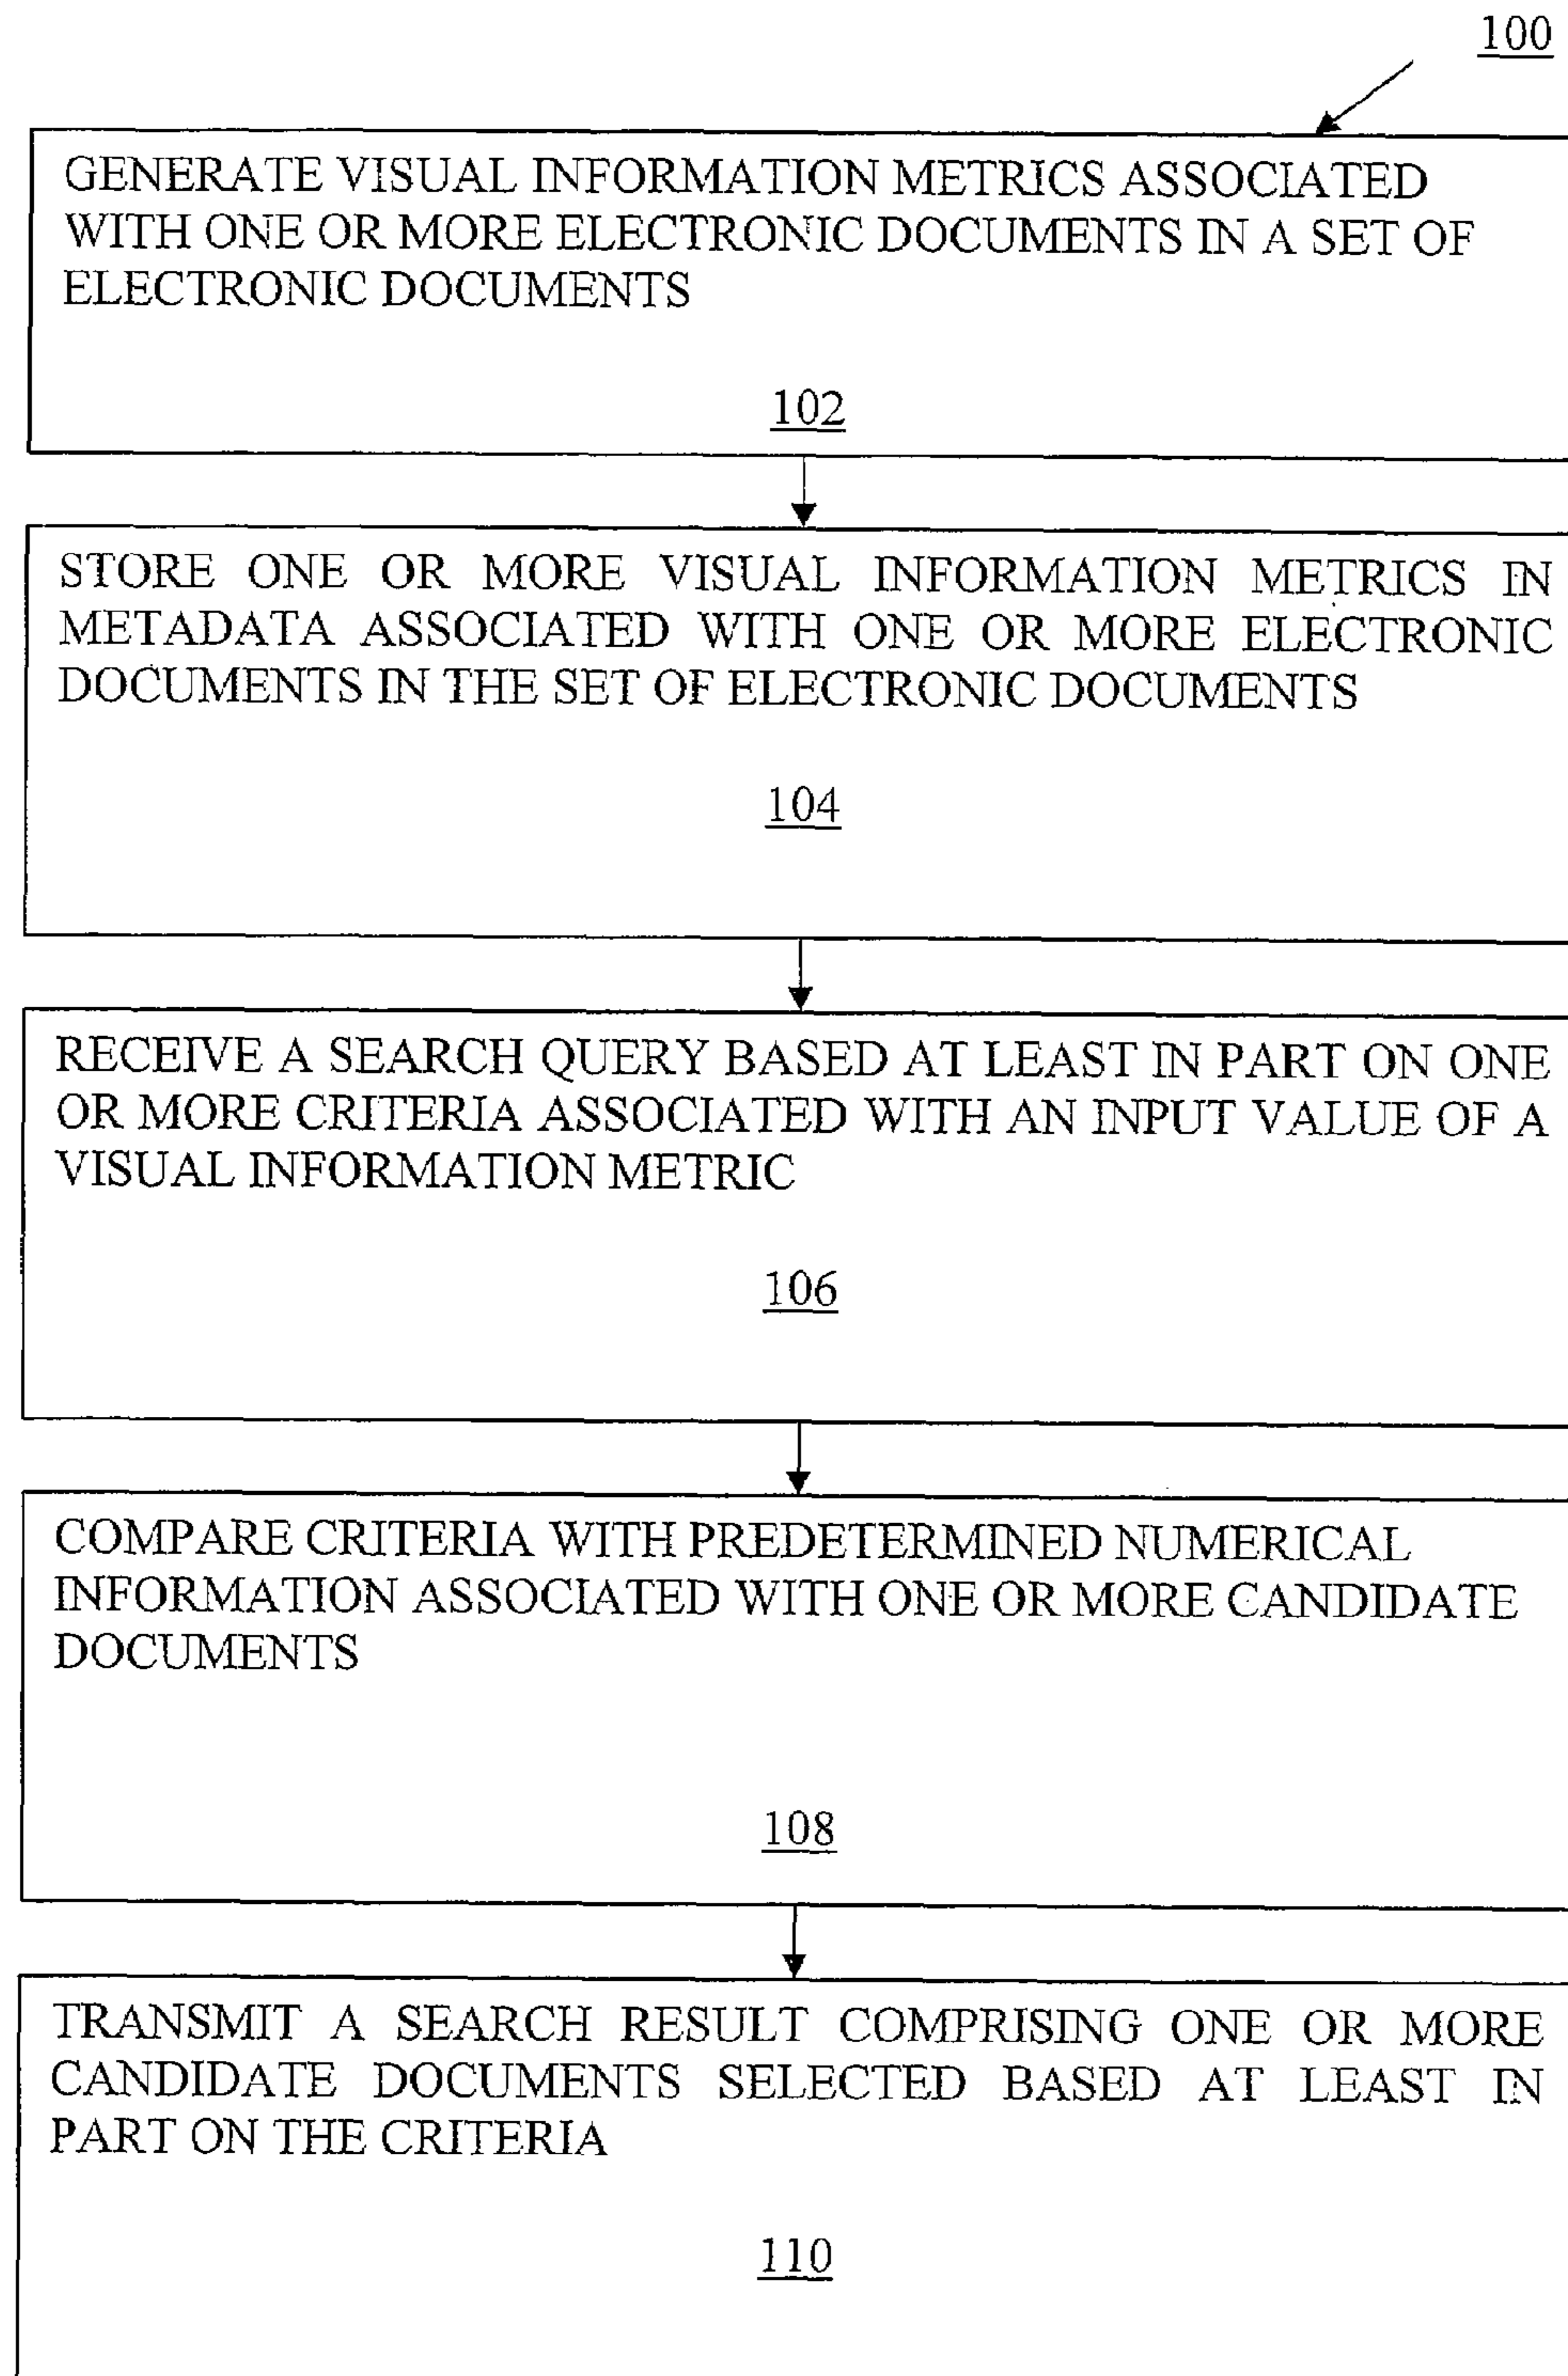 100
GENERATE VISUAL INFORMATION METRICS ASSOCIATED
WITH ONE OR MORE ELECTRONIC DOCUMENTS IN A SET OF
ELECTRONIC DOCUMENTS
102
STORE ONE OR MORE VISUAL INFORMATION METRICS IN
METADATA ASSOCIATED WITH ONE OR MORE ELECTRONIC
DOCUMENTS IN THE SET OF ELECTRONIC DOCUMENTS
104
RECEIVE A SEARCH QUERY BASED AT LEAST IN PART ON ONE
OR MORE CRITERIA ASSOCIATED WITH AN INPUT VALUE OF A
VISUAL INFORMATION METRIC
106
COMPARE CRITERIA WITH PREDETERMINED NUMERICAL
INFORMATION ASSOCIATED WITH ONE OR MORE CANDIDATE
DOCUMENTS
108
TRANSMIT A SEARCH RESULT COMPRISING ONE OR MORE
CANDIDATE DOCUMENTS SELECTED BASED AT LEAST IN
PART ON THE CRITERIA
110